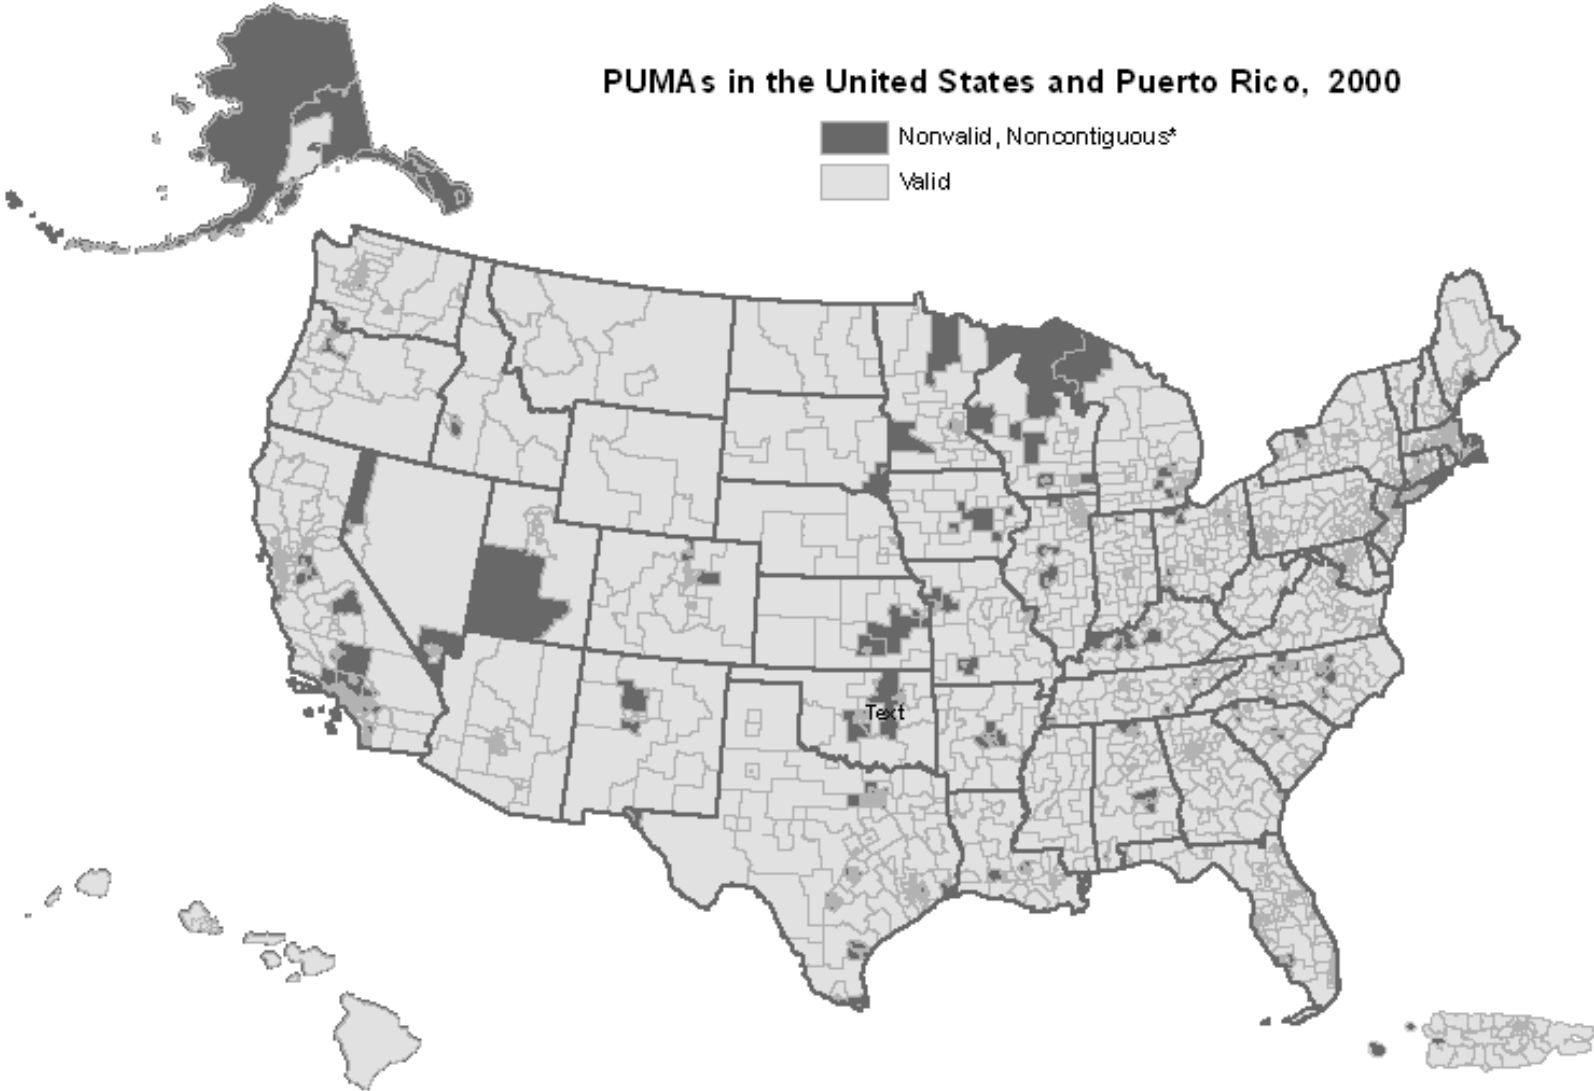 PUMAs in the United States and Puerto Rico, 2000
Nonvalid, Noncontiguous*
Valid
Text